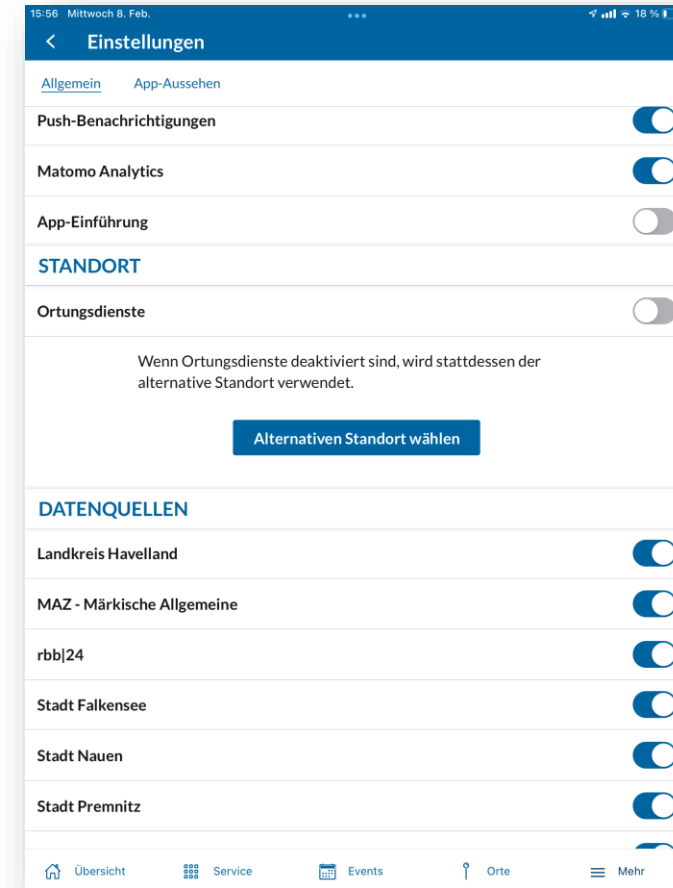 15:56 Mittwoch 8. Feb. 18 %
Einstellungen
Allgemein App-Aussehen
Push-Benachrichtigungen
Matomo Analytics
App-Einführung
STANDORT
Ortungsdienste
Wenn Ortungsdienste deaktiviert sind, wird stattdessen der
alternative Standort verwendet.
Alternativen Standort wählen
DATENQUELLEN
Landkreis Havelland
MAZ - Märkische Allgemeine
rbb|24
Stadt Falkensee
Stadt Nauen
Stadt Premnitz
Übersicht Service Events Orte Mehr